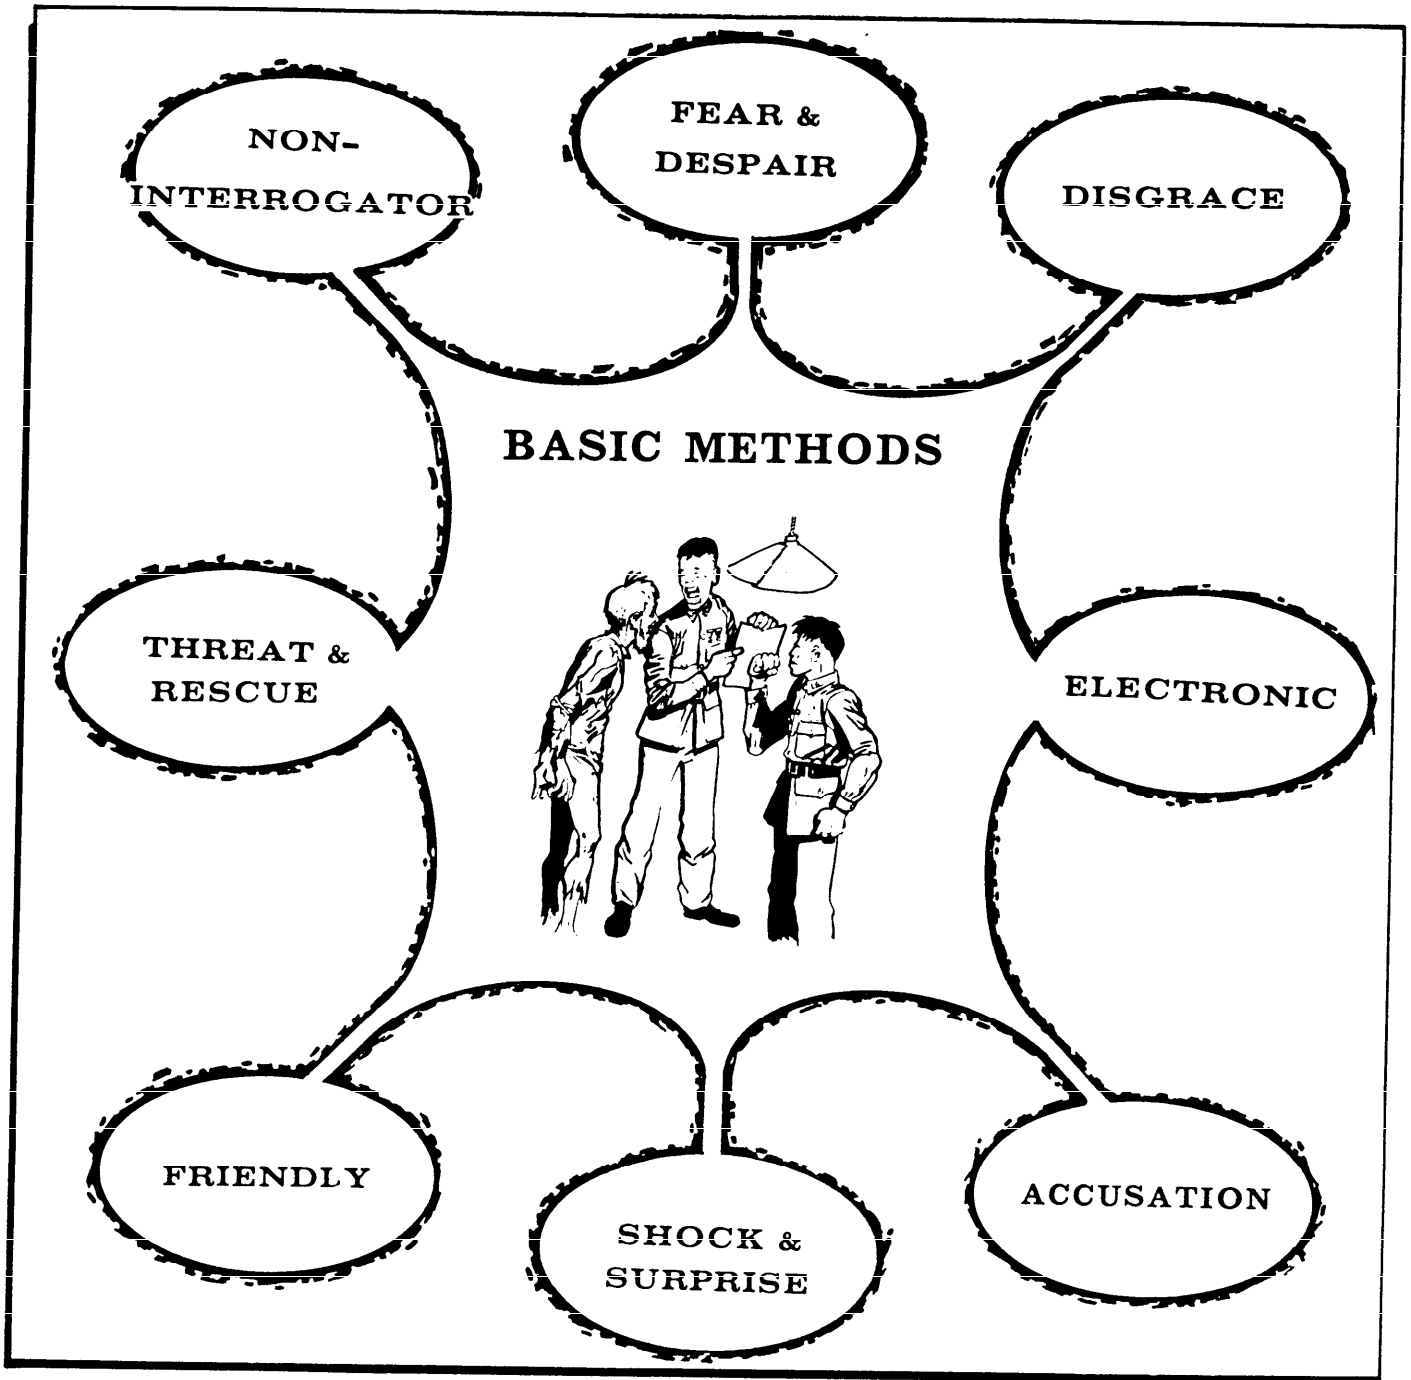 NON-
INTERROGATOR
FEAR &
DESPAIR
DISGRACE
BASIC METHODS
THREAT &
RESCUE
ELECTRONIC
FRIENDLY
SHOCK &
SURPRISE
ACCUSATION